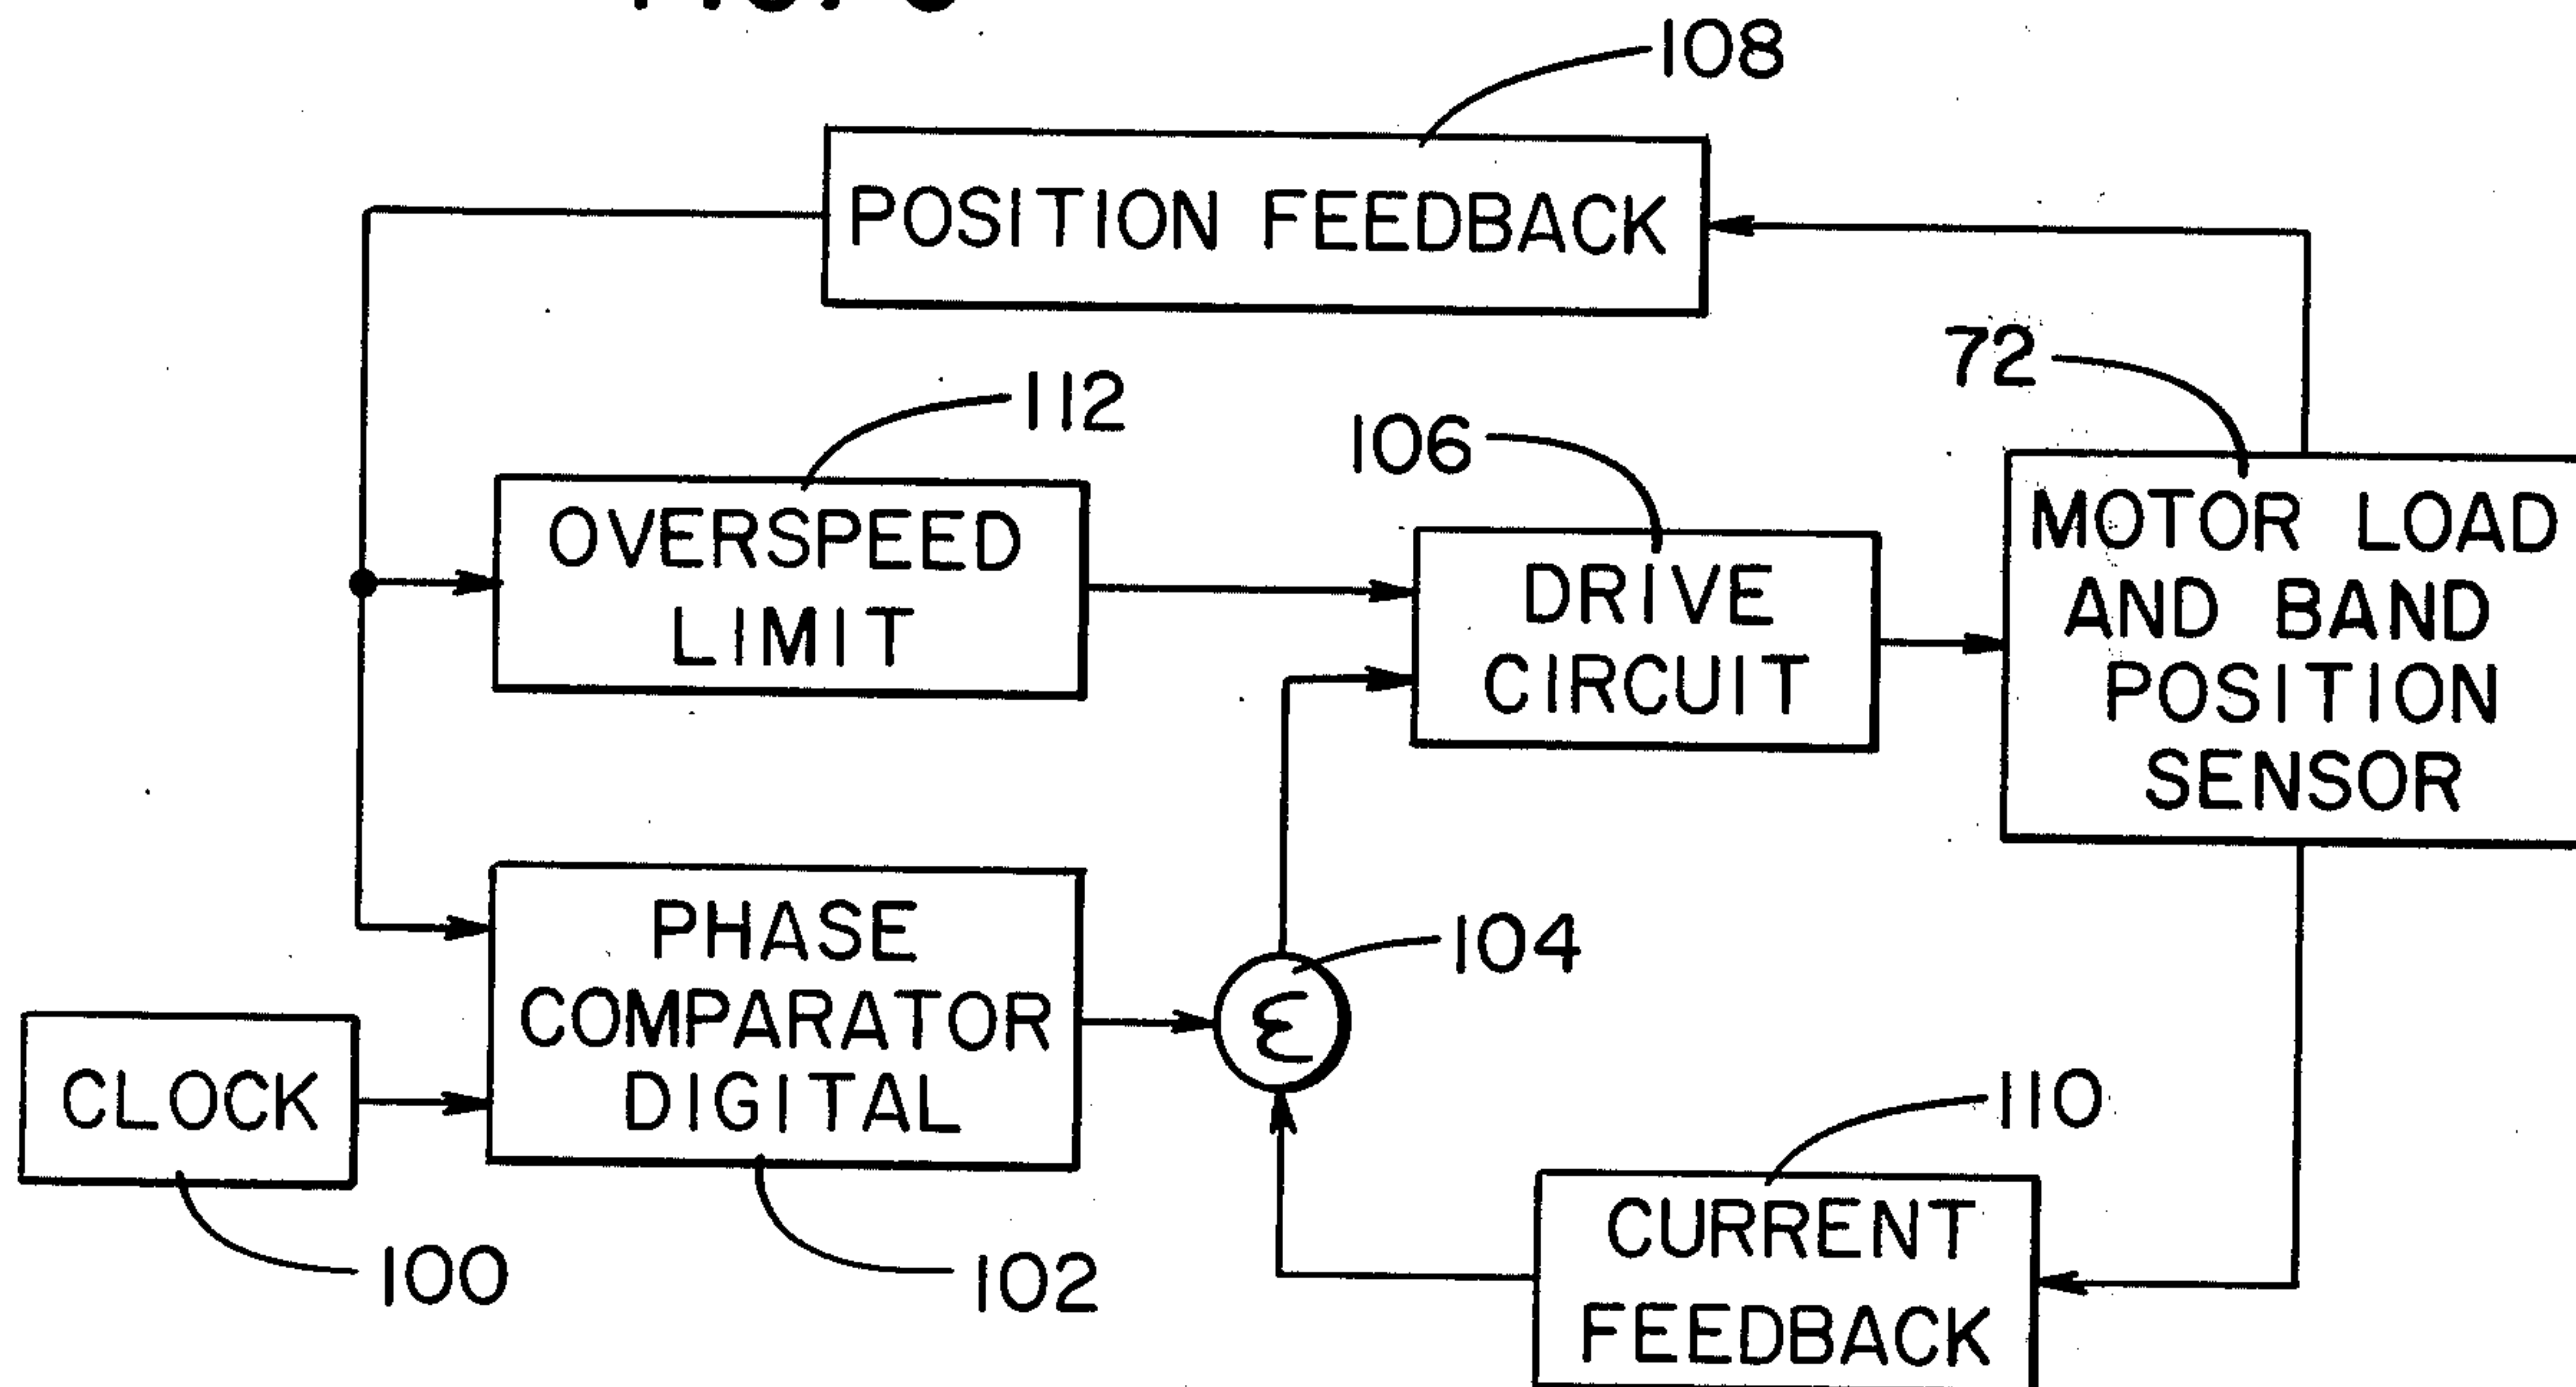 108
POSITION FEEDBACK
72
112
106
OVERSPEED
LIMIT
DRIVE
CIRCUIT
MOTOR LOAD
AND BAND
POSITION
SENSOR
PHASE
COMPARATOR
DIGITAL
104
Ɛ
CLOCK
110
100
102
CURRENT
FEEDBACK